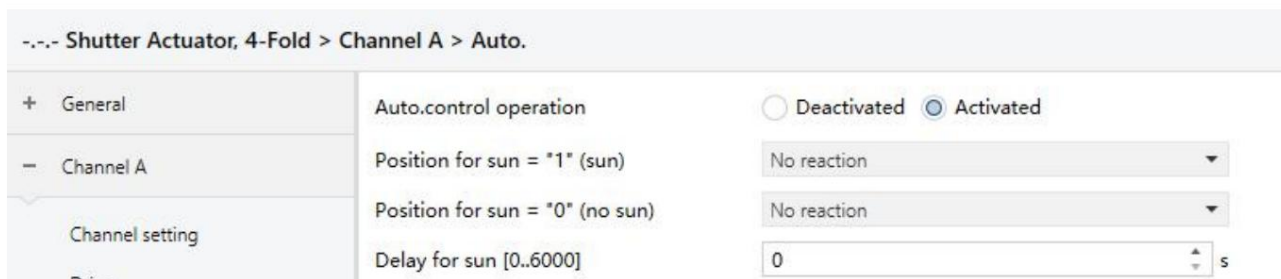 -.-.- Shutter Actuator, 4-Fold > Channel A > Auto.
+ General
Auto.control operation Deactivated Activated
− Channel A
Position for sun = "1" (sun) No reaction
Position for sun = "0" (no sun) No reaction
Channel setting
Delay for sun [0..6000] 0 s